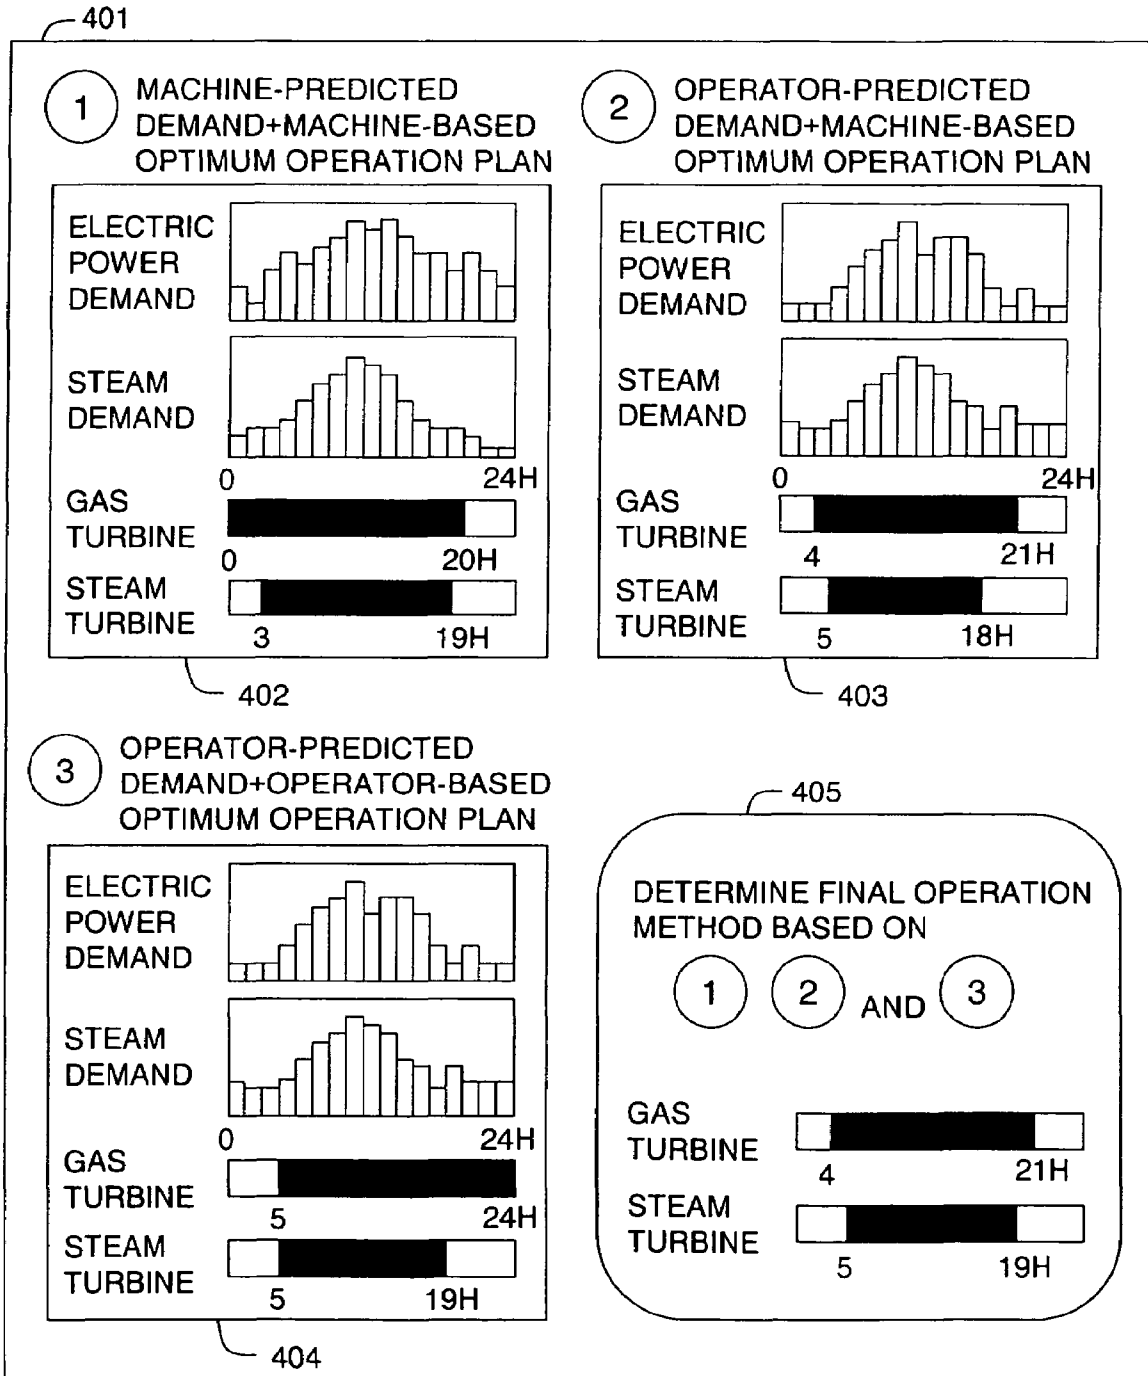 401
1
MACHINE-PREDICTED
DEMAND+MACHINE-BASED
OPTIMUM OPERATION PLAN
ELECTRIC
POWER
DEMAND
STEAM
DEMAND
0 24H
GAS
TURBINE
0 20H
STEAM
TURBINE
3 19H
402
2
OPERATOR-PREDICTED
DEMAND+MACHINE-BASED
OPTIMUM OPERATION PLAN
ELECTRIC
POWER
DEMAND
STEAM
DEMAND
0 24H
GAS
TURBINE
4 21H
STEAM
TURBINE
5 18H
403
3
OPERATOR-PREDICTED
DEMAND+OPERATOR-BASED
OPTIMUM OPERATION PLAN
ELECTRIC
POWER
DEMAND
STEAM
DEMAND
0 24H
GAS
TURBINE
5 24H
STEAM
TURBINE
5 19H
404
405
DETERMINE FINAL OPERATION
METHOD BASED ON
1 2 AND 3
GAS
TURBINE
4 21H
STEAM
TURBINE
5 19H